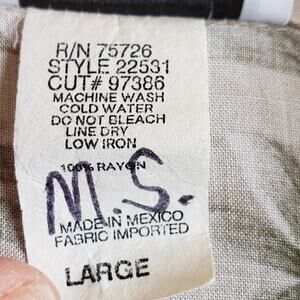 R/N 75726
STYLE 22531
CUT# 97386
MACHINE WASH
COLD WATER
DO NOT BLEACH
LINE DRY
LOW IRON
100% RAYON
M.S.
MADE IN MEXICO
FABRIC IMPORTED
LARGE